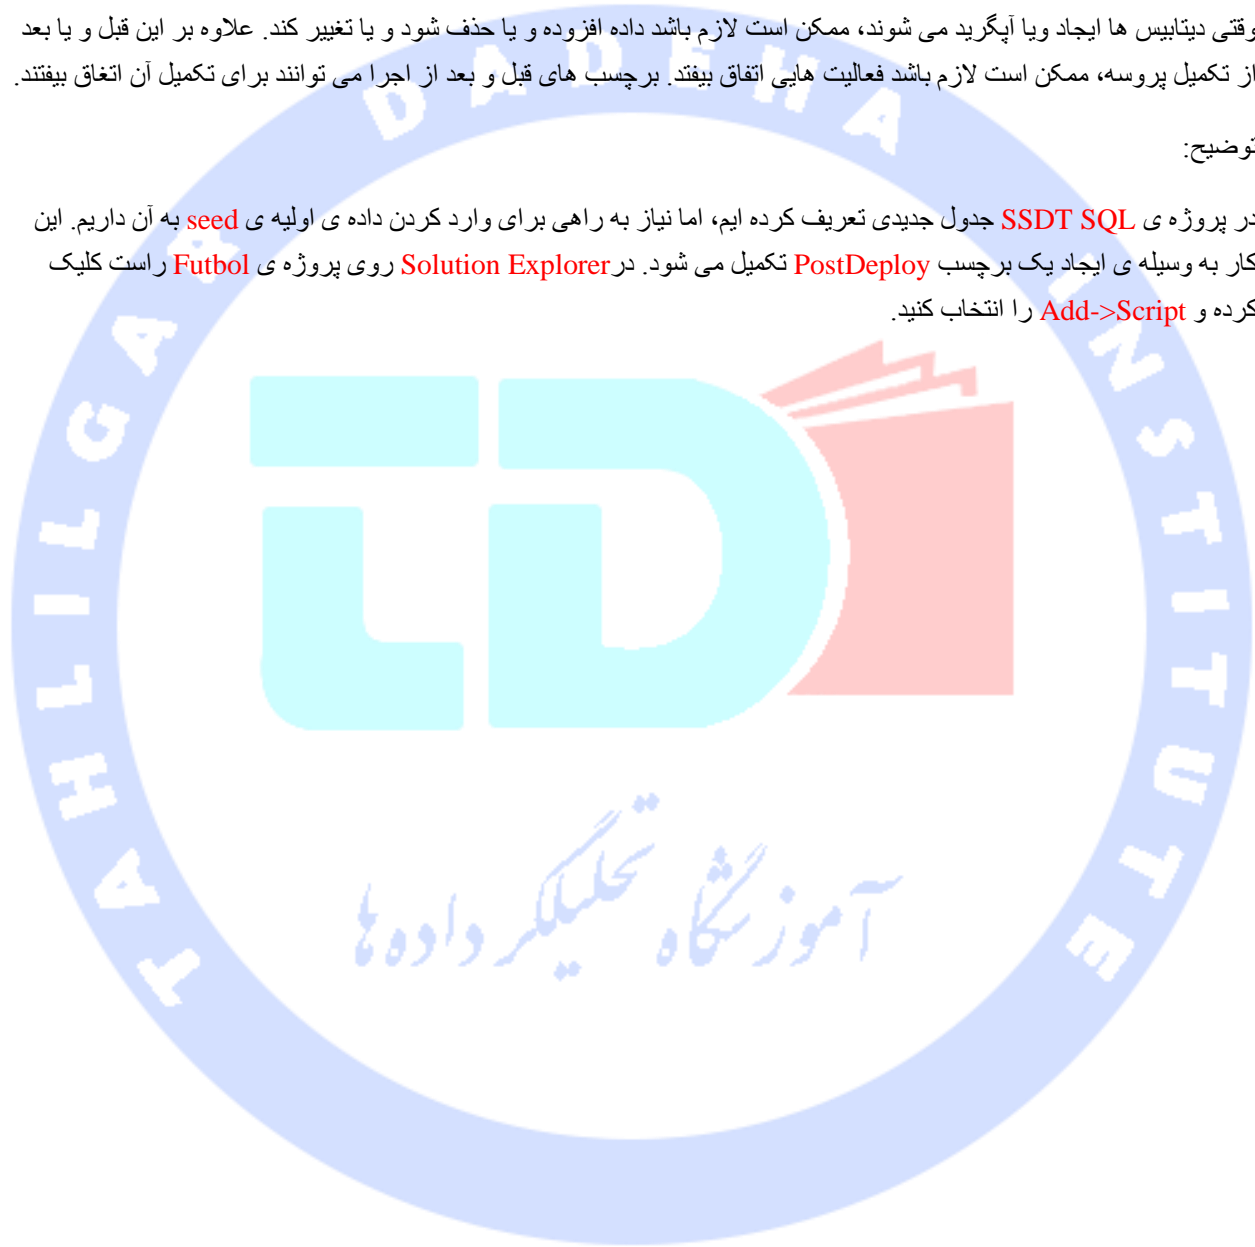 وقتی دیتابیس ها ایجاد ویا آپگرید می شوند، ممکن است لازم باشد داده افزوده و یا حذف شود و یا تغییر کند. علاوه بر این قبل و یا بعد
از تکمیل پروسه، ممکن است لازم باشد فعالیت هایی اتفاق بیفتد. برچسب های قبل و بعد از اجرا می توانند برای تکمیل آن اتغاق بیفتند.
توضیح:
در پروژه ی SSDT SQL جدول جدیدی تعریف کرده ایم، اما نیاز به راهی برای وارد کردن داده ی اولیه ی seed به آن داریم. این
کار به وسیله ی ایجاد یک برچسب PostDeploy تکمیل می شود. درSolution Explorer روی پروژه ی Futbol راست کلیک
کرده و Add->Script را انتخاب کنید.
TAHLILGAR DADEHA INSTITUTE
TD
آموزشگاه تحلیلگر داده ها